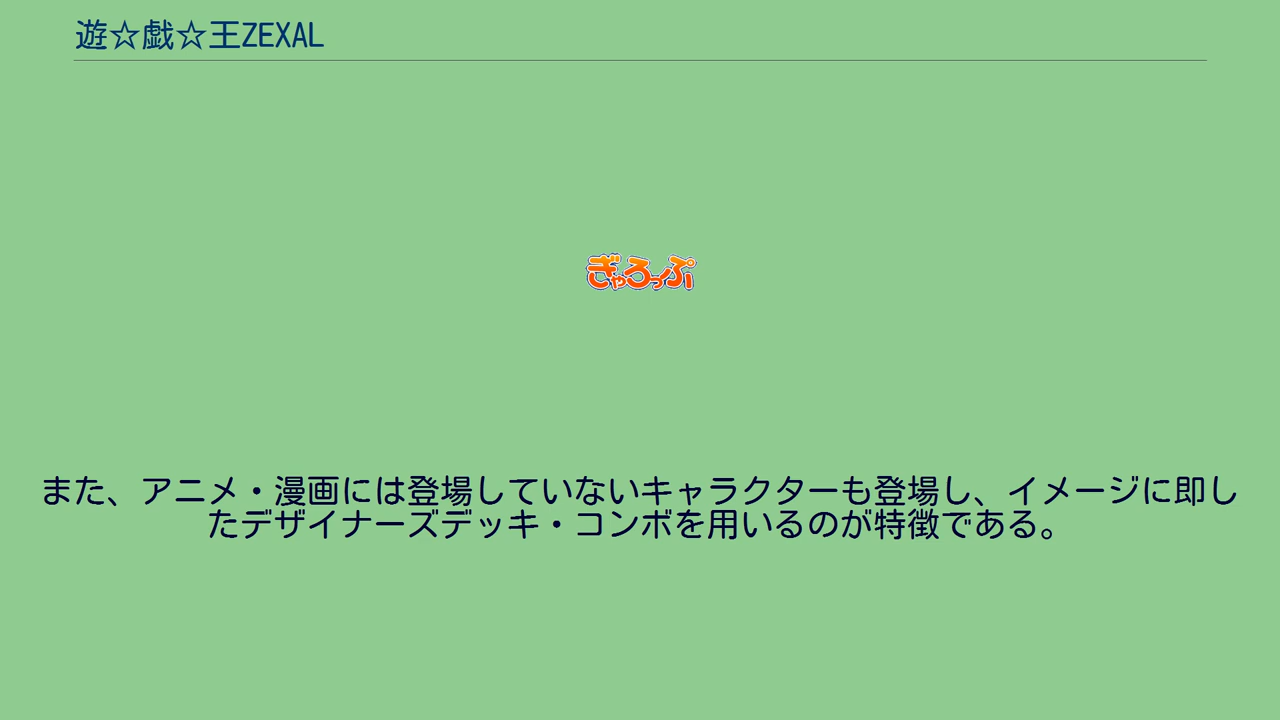 遊☆戯☆王ZEXAL
ぎゃろっぷ
また、アニメ・漫画には登場していないキャラクターも登場し、イメージに即し
たデザイナーズデッキ・コンボを用いるのが特徴である。